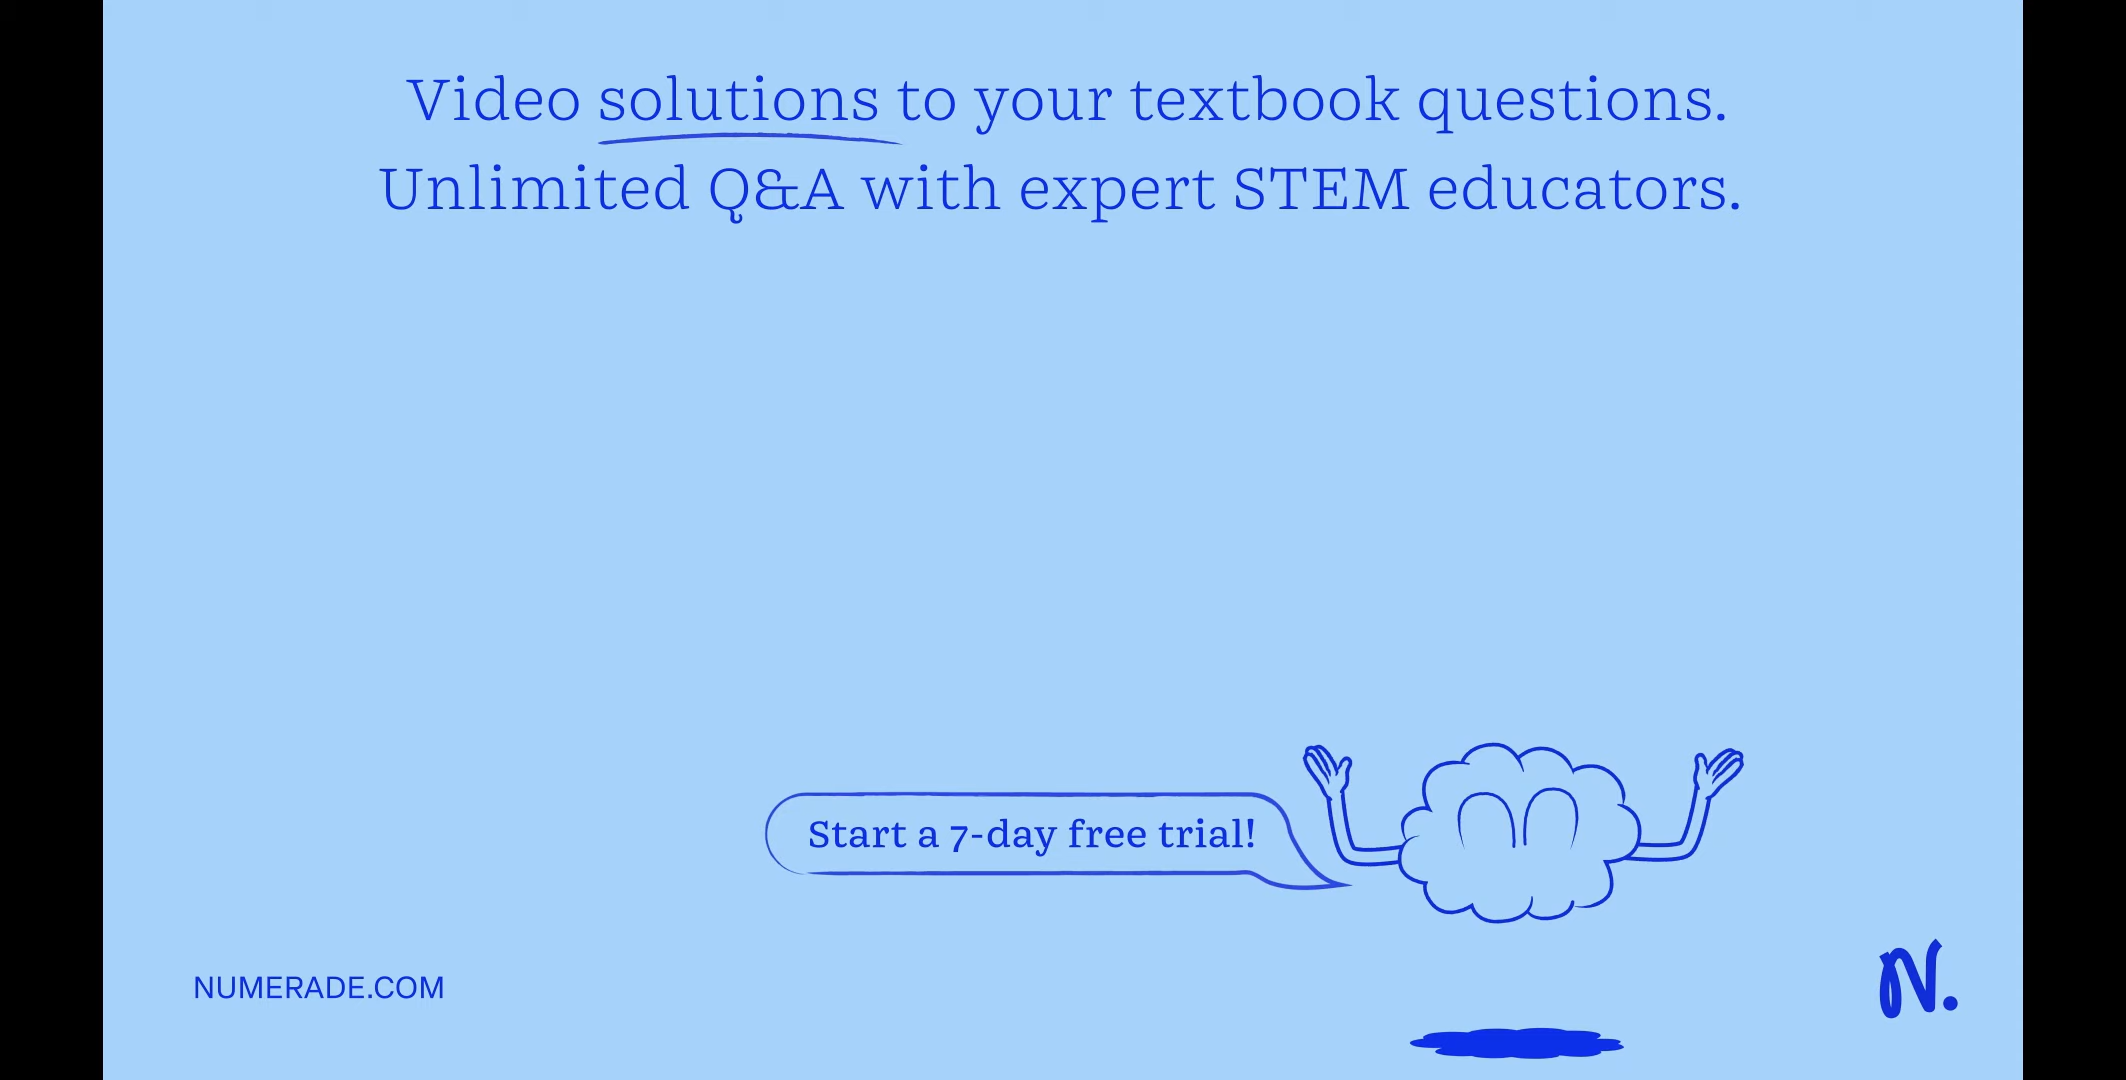 Video solutions to your textbook questions.
Unlimited Q&A with expert STEM educators.
Start a 7-day free trial!
NUMERADE.COM
N.